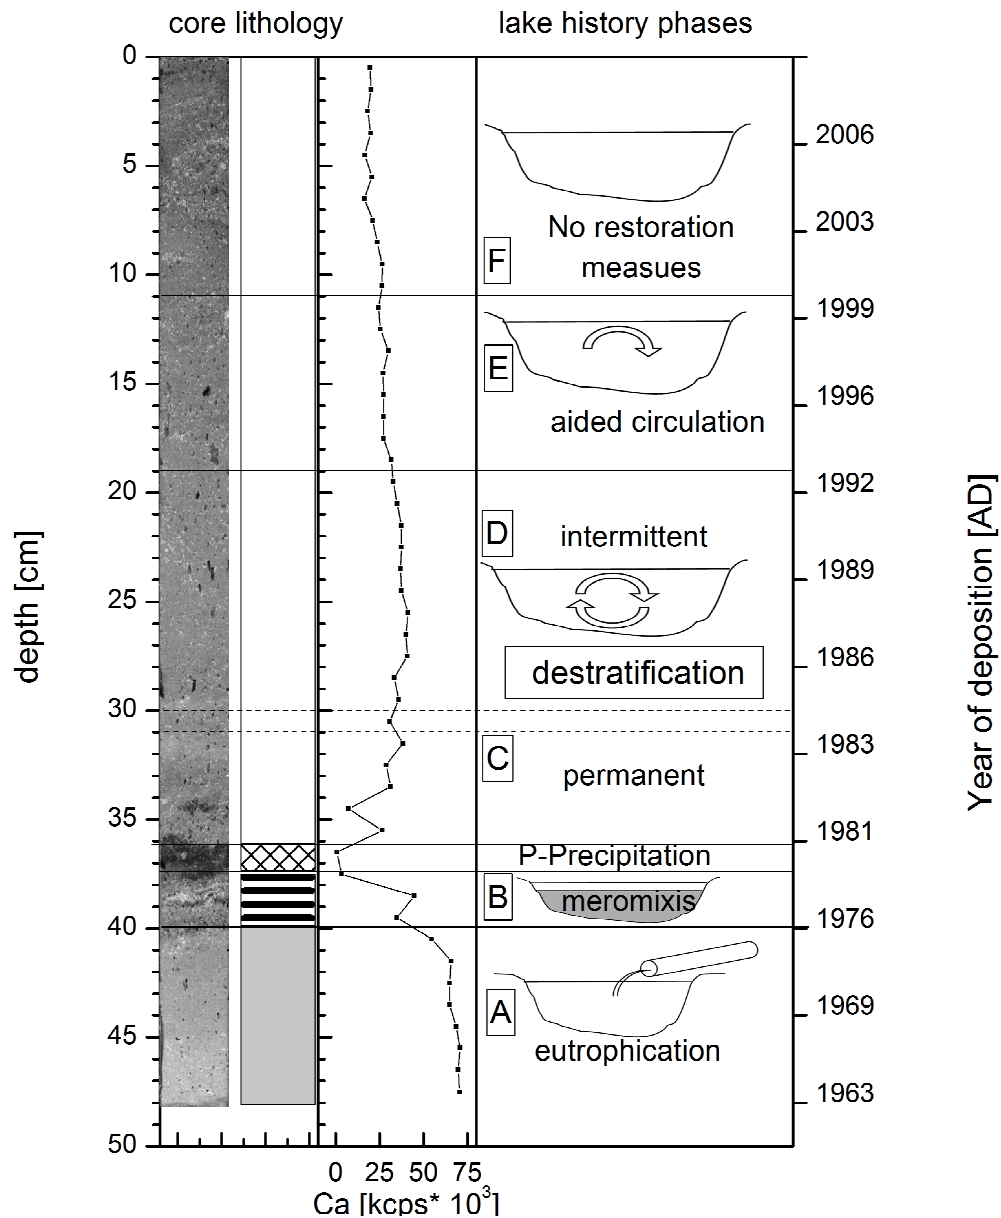 core lithology
lake history phases
0
5
10
15
20
25
30
35
40
45
50
depth [cm]
0 25 50 75
Ca [kcps* 10³]
No restoration
measues
F
E
aided circulation
D
intermittent
destratification
C
permanent
P-Precipitation
B
meromixis
A
eutrophication
2006
2003
1999
1996
1992
1989
1986
1983
1981
1976
1969
1963
Year of deposition [AD]